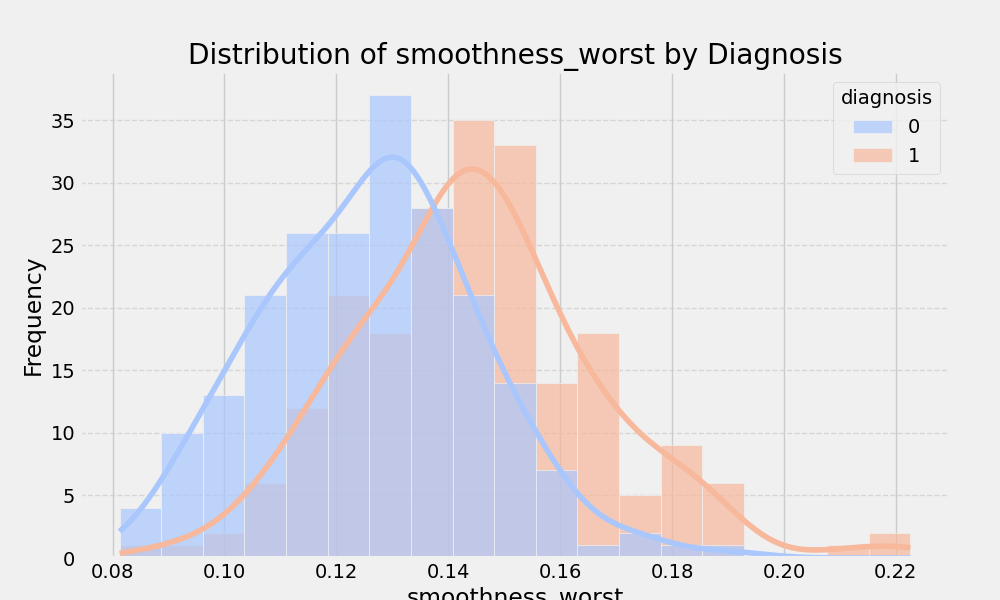 Distribution of smoothness_worst by Diagnosis
diagnosis
0
1
35
30
25
20
15
10
5
0
Frequency
0.08 0.10 0.12 0.14 0.16 0.18 0.20 0.22
smoothness_worst